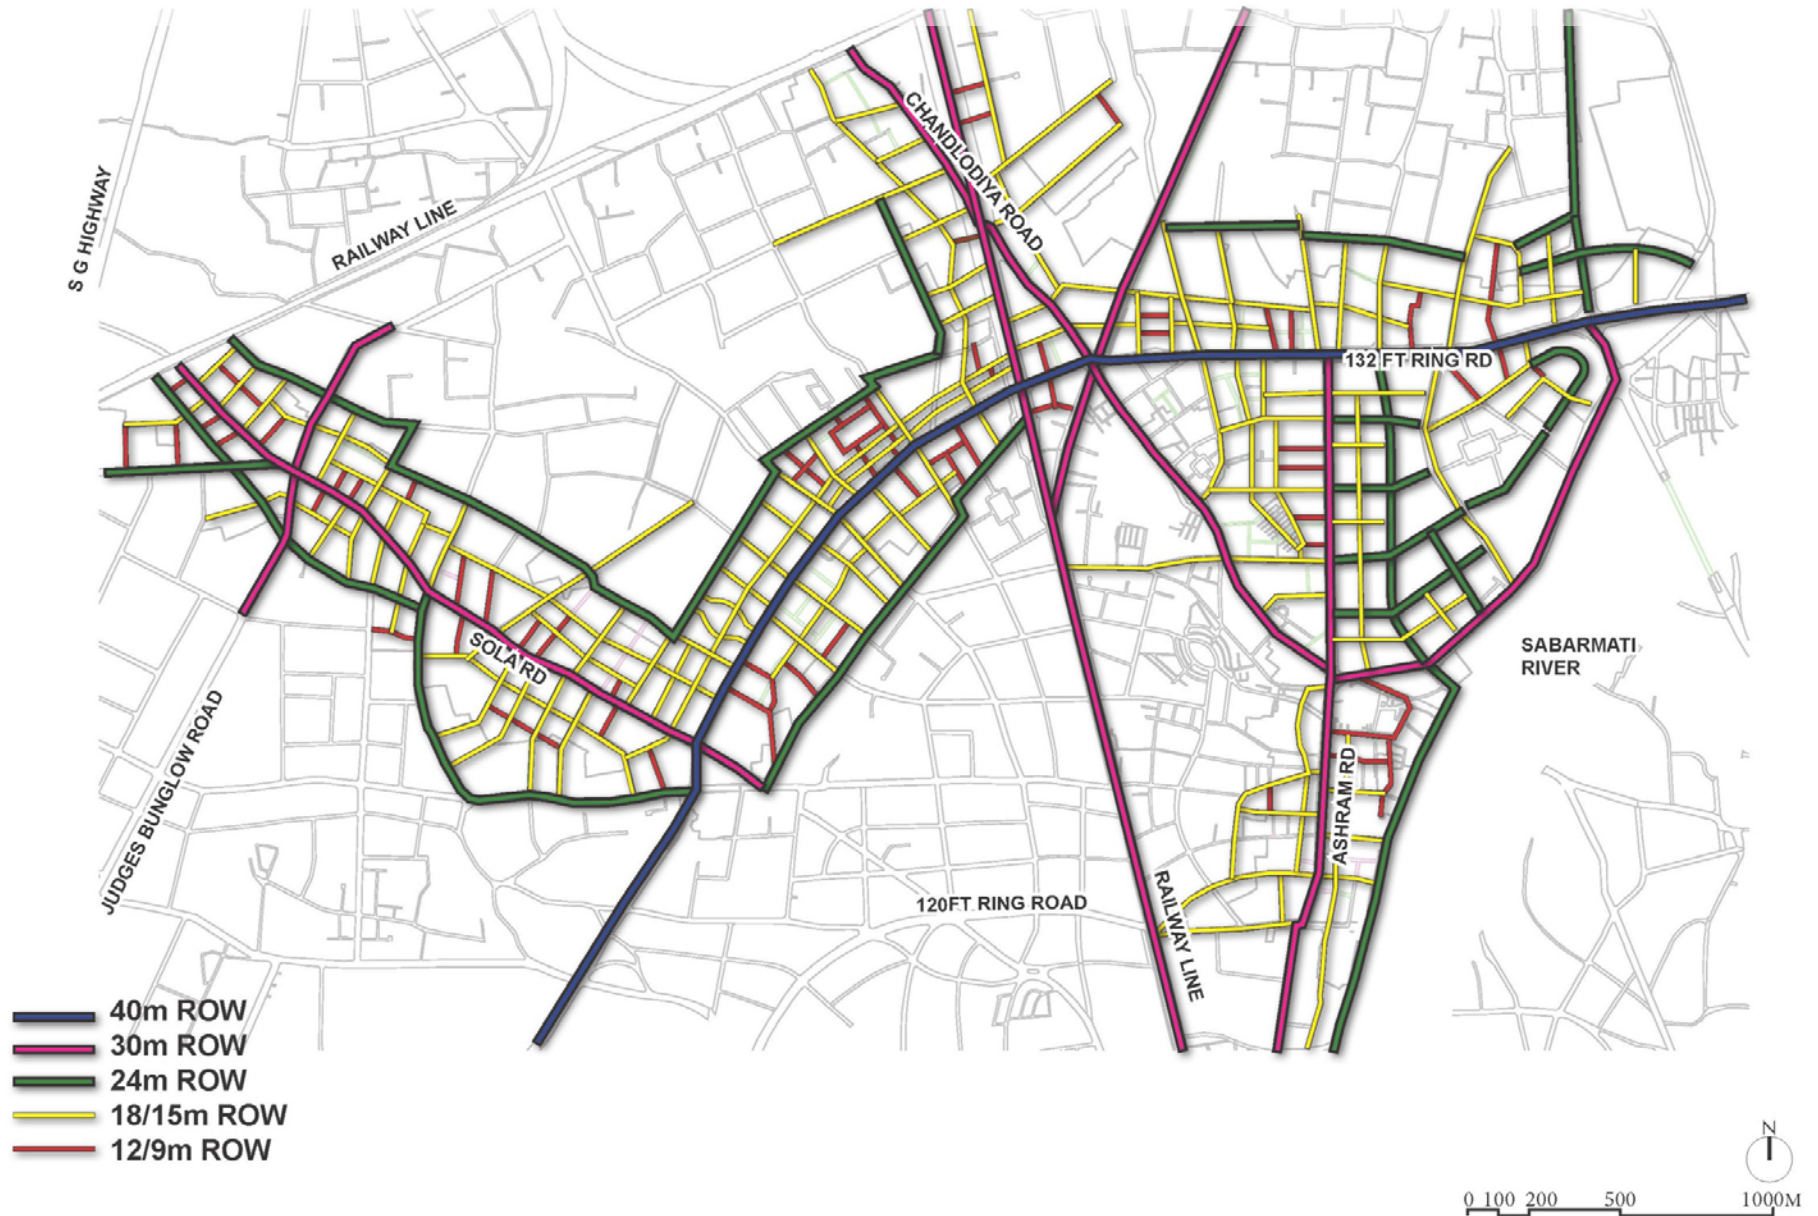 CHANDLODIYA ROAD
S G HIGHWAY
RAILWAY LINE
132 FT RING RD
SOLA RD
SABARMATI
RIVER
JUDGES BUNGLOW ROAD
ASHRAM RD
120FT RING ROAD
RAILWAY LINE
40m ROW
30m ROW
24m ROW
18/15m ROW
12/9m ROW
N
0 100 200 500 1000M